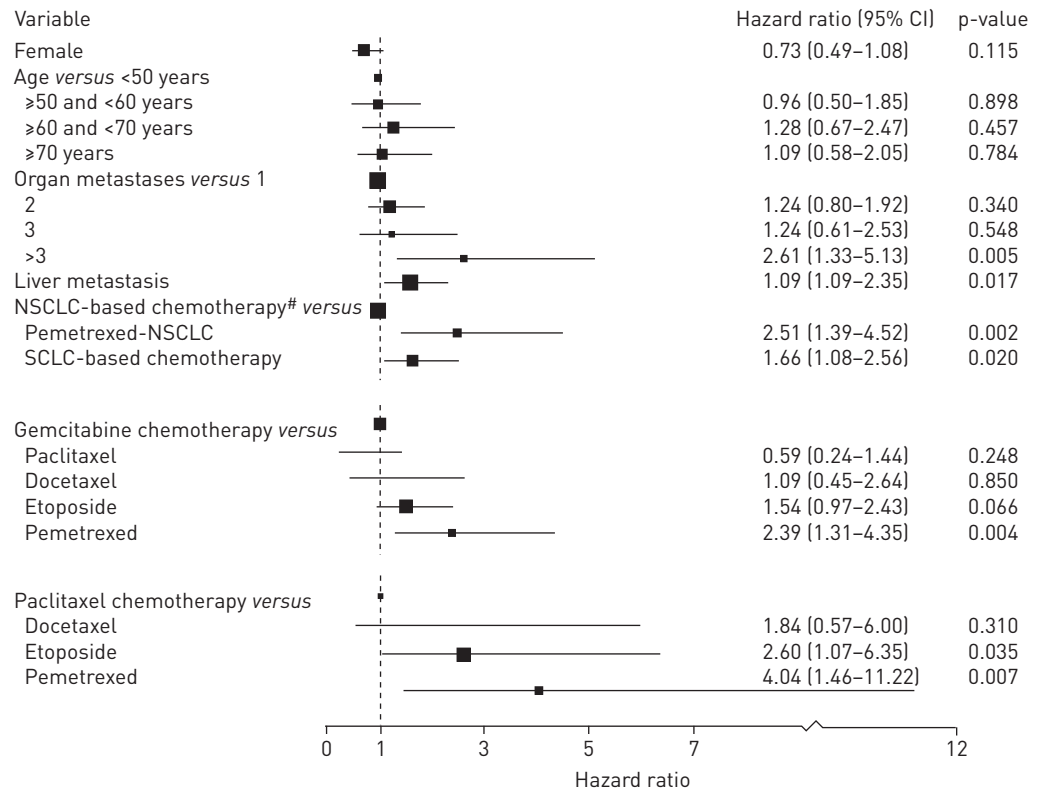 Variable Hazard ratio (95% CI) p-value
Female 0.73 (0.49–1.08) 0.115
Age versus <50 years
≥50 and <60 years 0.96 (0.50–1.85) 0.898
≥60 and <70 years 1.28 (0.67–2.47) 0.457
≥70 years 1.09 (0.58–2.05) 0.784
Organ metastases versus 1
2 1.24 (0.80–1.92) 0.340
3 1.24 (0.61–2.53) 0.548
>3 2.61 (1.33–5.13) 0.005
Liver metastasis 1.09 (1.09–2.35) 0.017
NSCLC-based chemotherapy# versus
Pemetrexed-NSCLC 2.51 (1.39–4.52) 0.002
SCLC-based chemotherapy 1.66 (1.08–2.56) 0.020
Gemcitabine chemotherapy versus
Paclitaxel 0.59 (0.24–1.44) 0.248
Docetaxel 1.09 (0.45–2.64) 0.850
Etoposide 1.54 (0.97–2.43) 0.066
Pemetrexed 2.39 (1.31–4.35) 0.004
Paclitaxel chemotherapy versus
Docetaxel 1.84 (0.57–6.00) 0.310
Etoposide 2.60 (1.07–6.35) 0.035
Pemetrexed 4.04 (1.46–11.22) 0.007
0 1 3 5 7 12
Hazard ratio